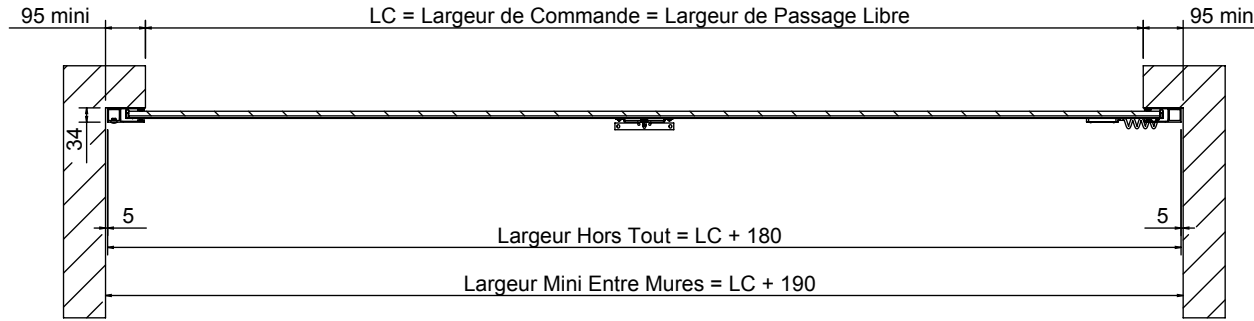 95 mini
LC = Largeur de Commande = Largeur de Passage Libre
95 min
34
5
5
Largeur Hors Tout = LC + 180
Largeur Mini Entre Mures = LC + 190